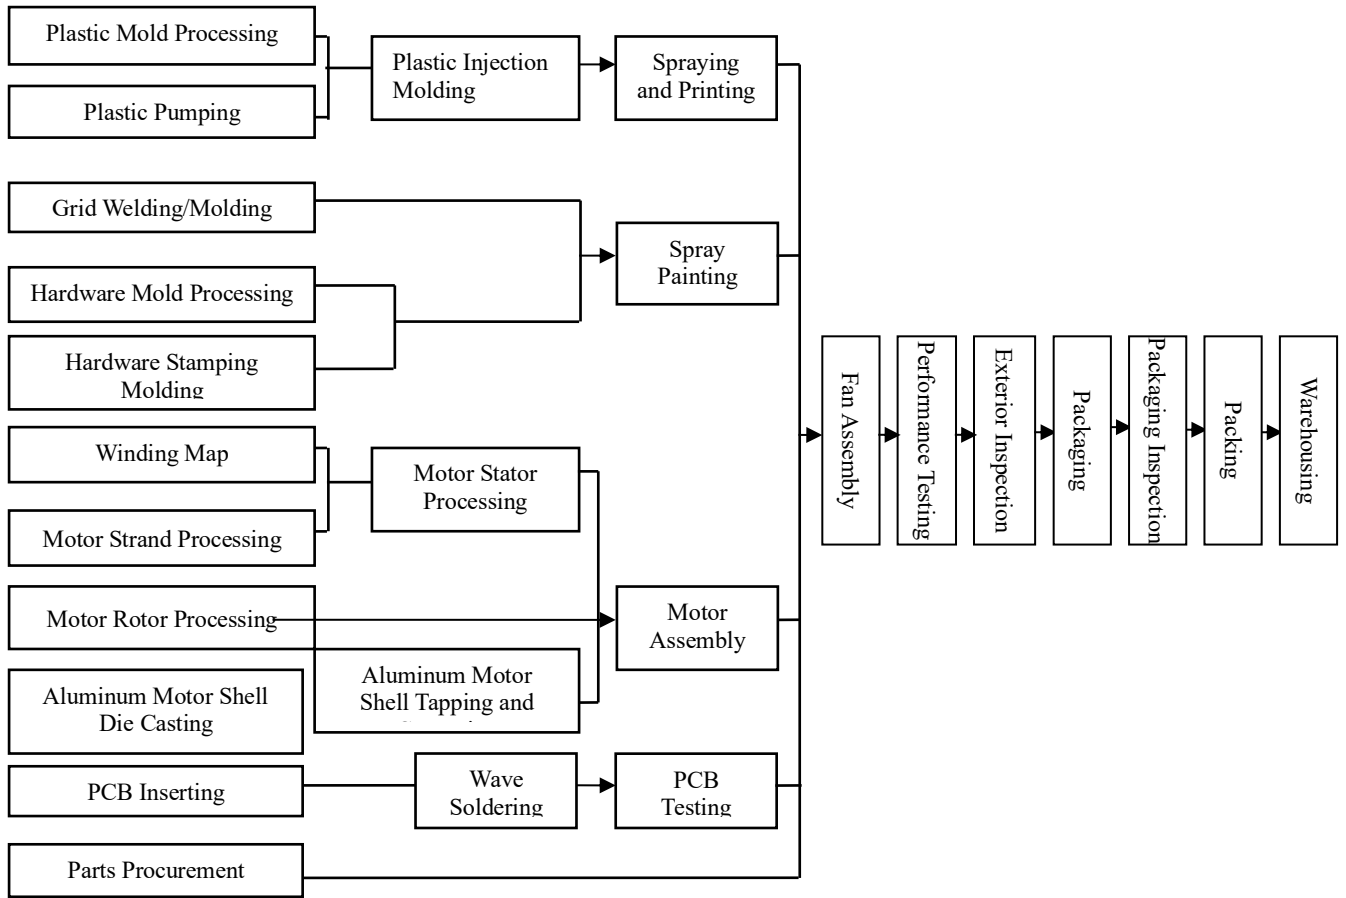 Plastic Mold Processing
Plastic Pumping
Plastic Injection
Molding
Spraying
and Printing
Grid Welding/Molding
Hardware Mold Processing
Hardware Stamping
Molding
Spray
Painting
Winding Map
Motor Strand Processing
Motor Stator
Processing
Motor Rotor Processing
Aluminum Motor Shell
Die Casting
Aluminum Motor
Shell Tapping and
Motor
Assembly
PCB Inserting
Wave
Soldering
PCB
Testing
Parts Procurement
Fan Assembly
Performance Testing
Exterior Inspection
Packaging
Packaging Inspection
Packing
Warehousing